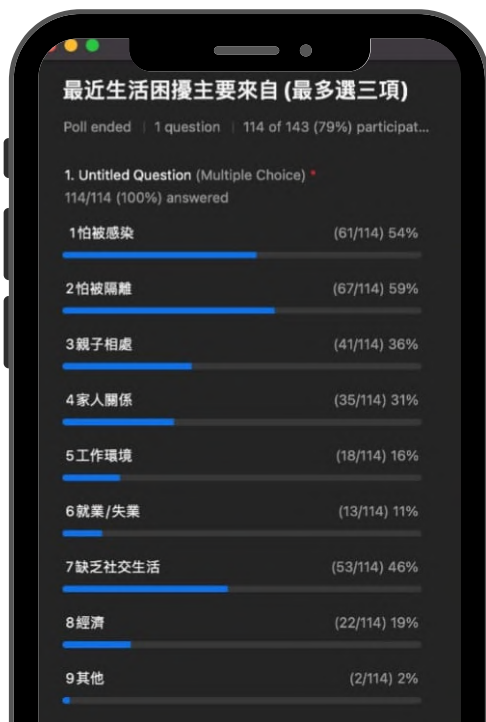 最近生活困擾主要來自 (最多選三項)
Poll ended | 1 question | 114 of 143 (79%) participat...
1. Untitled Question (Multiple Choice) *
114/114 (100%) answered
1怕被感染 (61/114) 54%
2怕被隔離 (67/114) 59%
3親子相處 (41/114) 36%
4家人關係 (35/114) 31%
5工作環境 (18/114) 16%
6就業/失業 (13/114) 11%
7缺乏社交生活 (53/114) 46%
8經濟 (22/114) 19%
9其他 (2/114) 2%